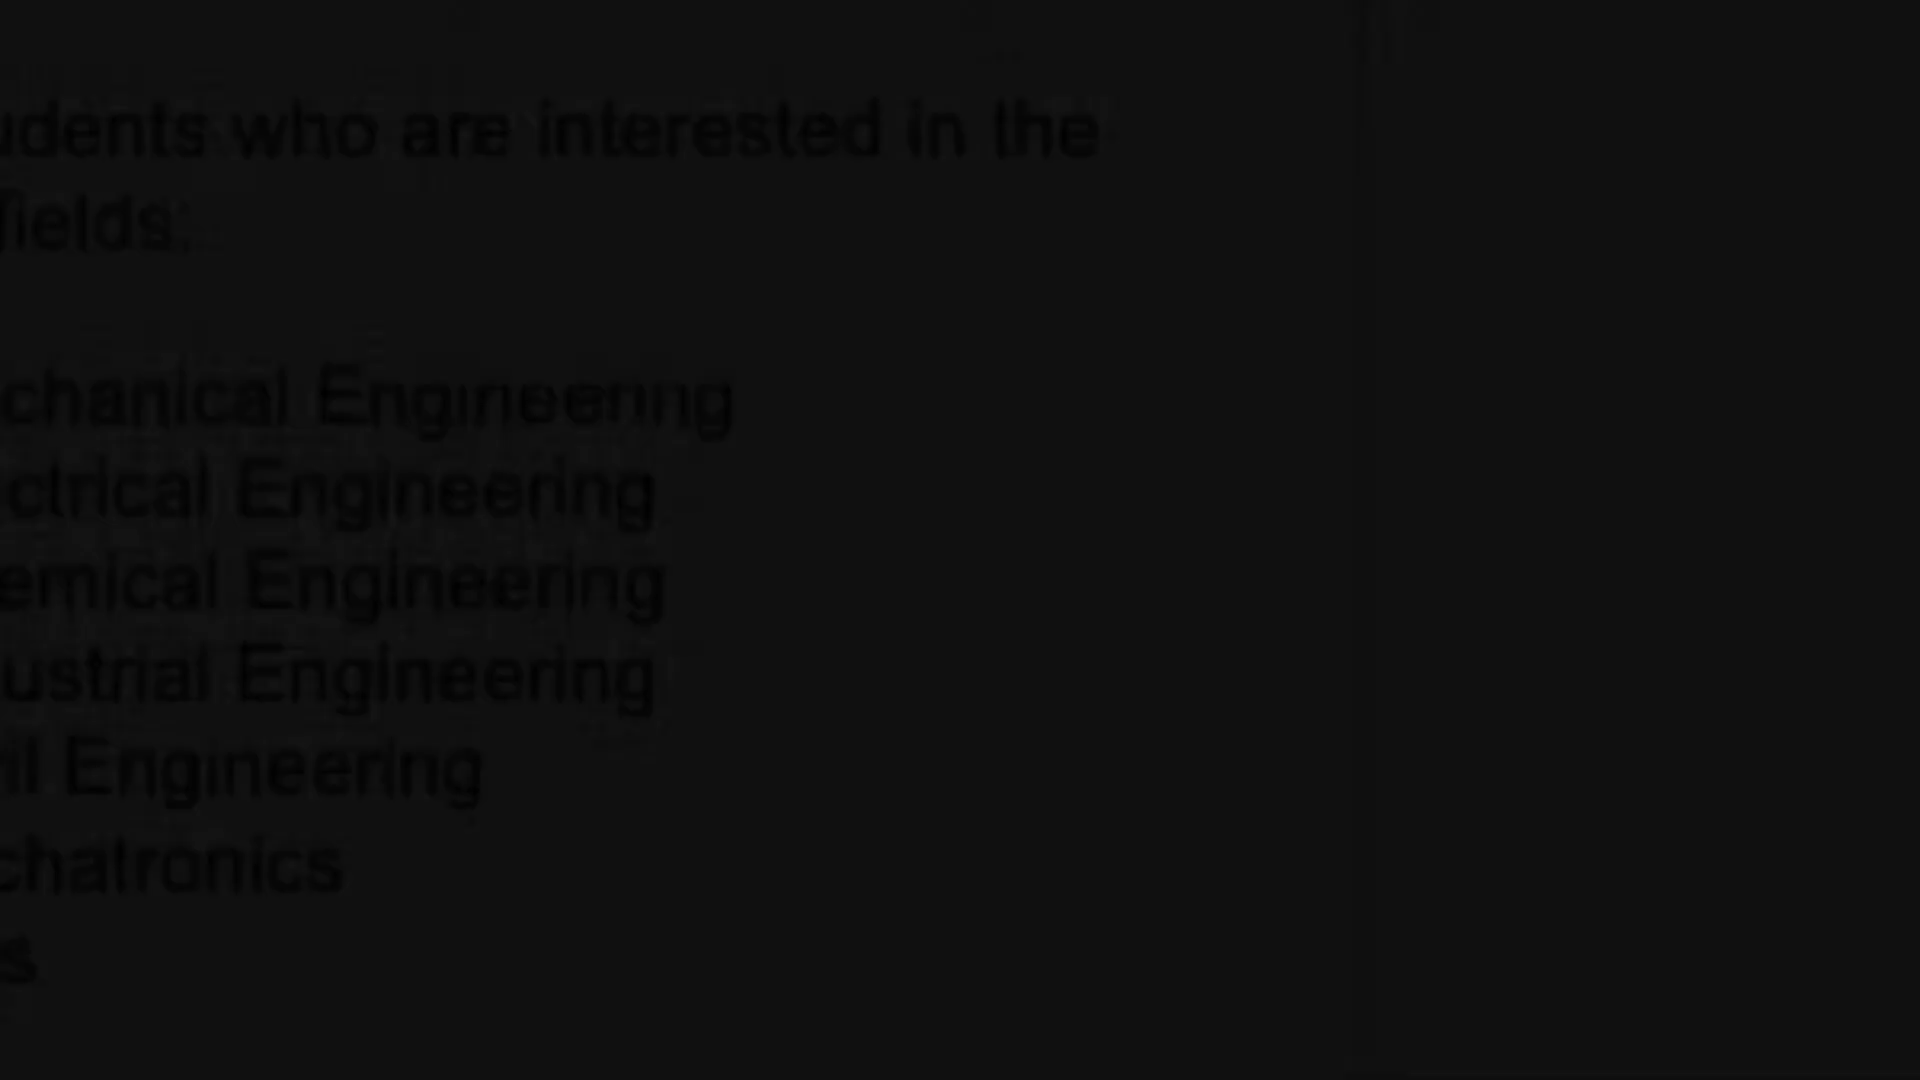 udents who are interested in the
fields:
chanical Engineering
ctrical Engineering
emical Engineering
ustrial Engineering
il Engineering
chatronics
s